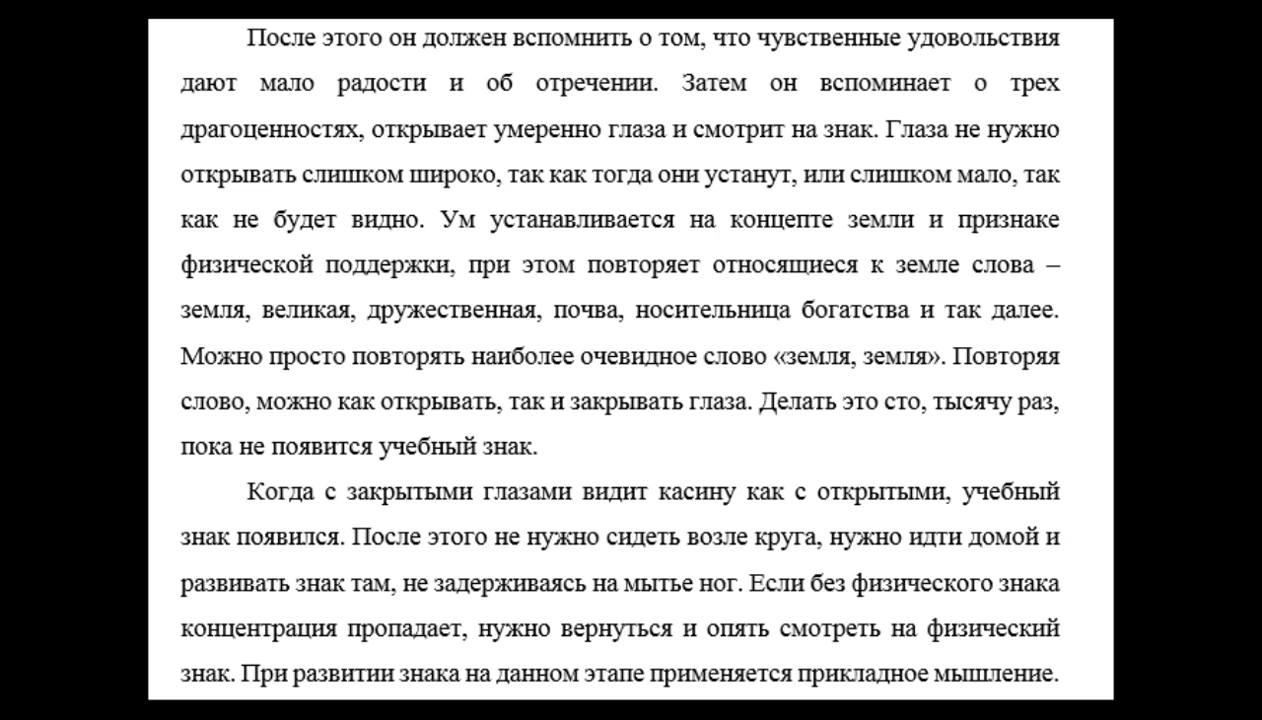 После этого он должен вспомнить о том, что чувственные удовольствия
дают мало радости и об отречении. Затем он вспоминает о трех
драгоценностях, открывает умеренно глаза и смотрит на знак. Глаза не нужно
открывать слишком широко, так как тогда они устанут, или слишком мало, так
как не будет видно. Ум устанавливается на концепте земли и признаке
физической поддержки, при этом повторяет относящиеся к земле слова –
земля, великая, дружественная, почва, носительница богатства и так далее.
Можно просто повторять наиболее очевидное слово «земля, земля». Повторяя
слово, можно как открывать, так и закрывать глаза. Делать это сто, тысячу раз,
пока не появится учебный знак.
Когда с закрытыми глазами видит касину как с открытыми, учебный
знак появился. После этого не нужно сидеть возле круга, нужно идти домой и
развивать знак там, не задерживаясь на мытье ног. Если без физического знака
концентрация пропадает, нужно вернуться и опять смотреть на физический
знак. При развитии знака на данном этапе применяется прикладное мышление.